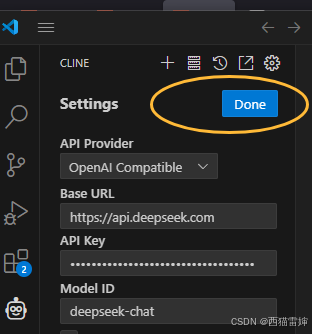 CLINE
Settings
Done
API Provider
OpenAI Compatible
Base URL
https://api.deepseek.com
API Key
••••••••••••••••••••••••••••••••••
2
Model ID
deepseek-chat
CSDN @西猫雷婶